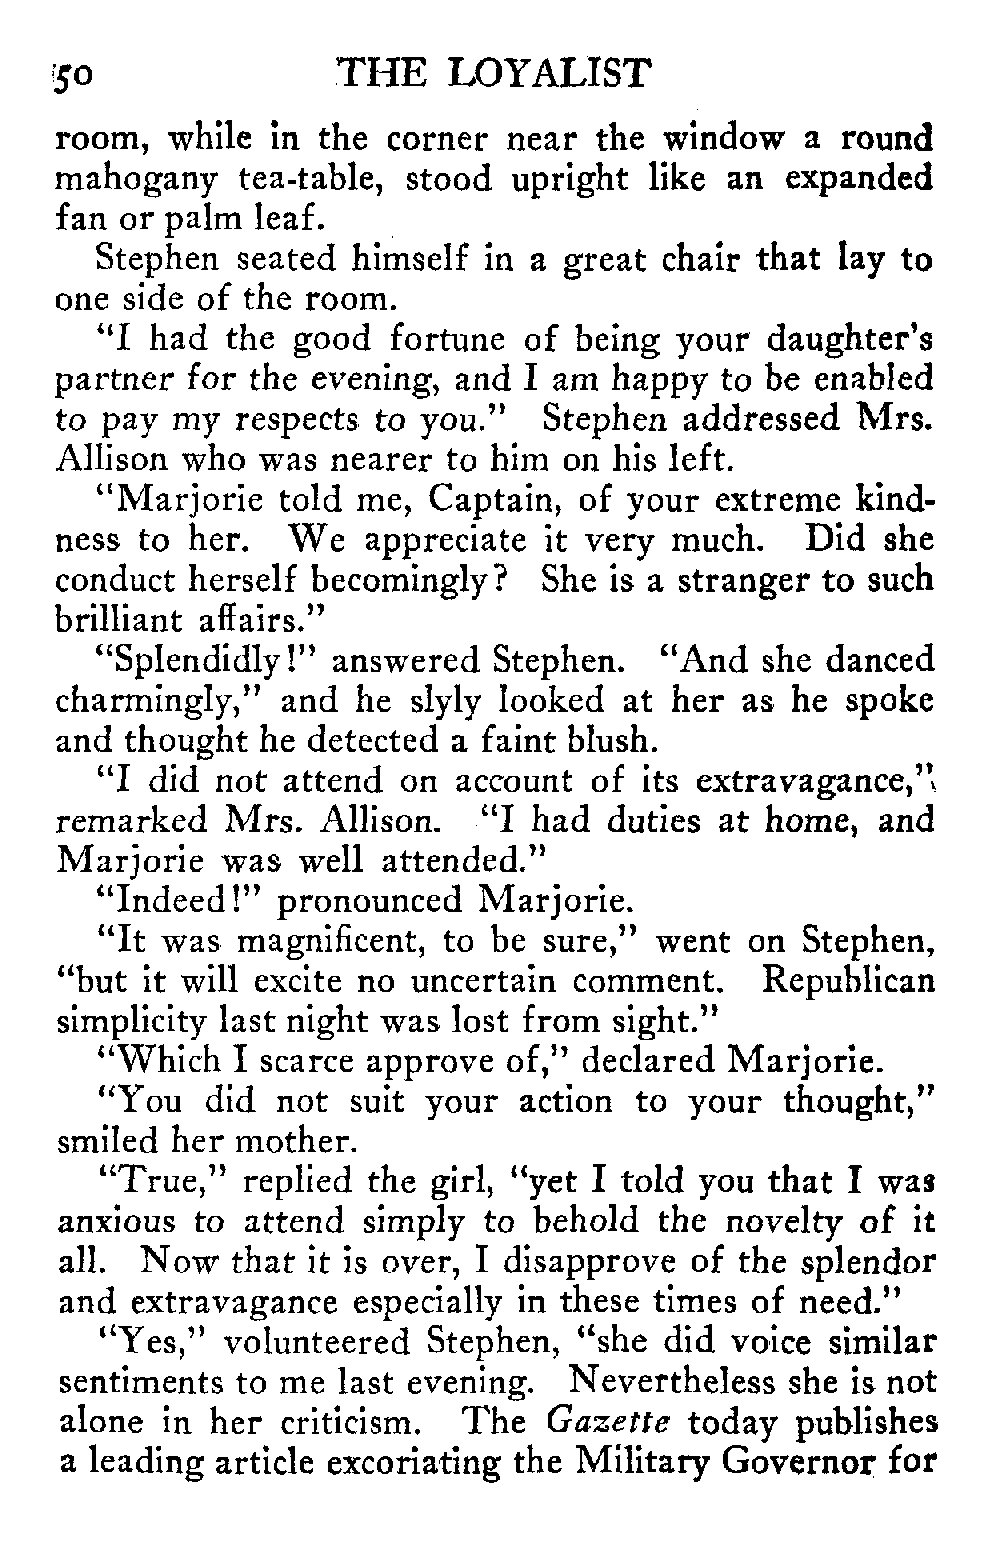 50 THE LOYALIST
room, while in the corner near the window a round
mahogany tea-table, stood upright like an expanded
fan or palm leaf.
Stephen seated himself in a great chair that lay to
one side of the room.
"I had the good fortune of being your daughter's
partner for the evening, and I am happy to be enabled
to pay my respects to you." Stephen addressed Mrs.
Allison who was nearer to him on his left.
"Marjorie told me, Captain, of your extreme kind-
ness to her. We appreciate it very much. Did she
conduct herself becomingly? She is a stranger to such
brilliant affairs."
"Splendidly!" answered Stephen. "And she danced
charmingly," and he slyly looked at her as he spoke
and thought he detected a faint blush.
"I did not attend on account of its extravagance,"
remarked Mrs. Allison. "I had duties at home, and
Marjorie was well attended."
"Indeed!" pronounced Marjorie.
"It was magnificent, to be sure," went on Stephen,
"but it will excite no uncertain comment. Republican
simplicity last night was lost from sight."
"Which I scarce approve of," declared Marjorie.
"You did not suit your action to your thought,"
smiled her mother.
"True," replied the girl, "yet I told you that I was
anxious to attend simply to behold the novelty of it
all. Now that it is over, I disapprove of the splendor
and extravagance especially in these times of need."
"Yes," volunteered Stephen, "she did voice similar
sentiments to me last evening. Nevertheless she is not
alone in her criticism. The Gazette today publishes
a leading article excoriating the Military Governor for